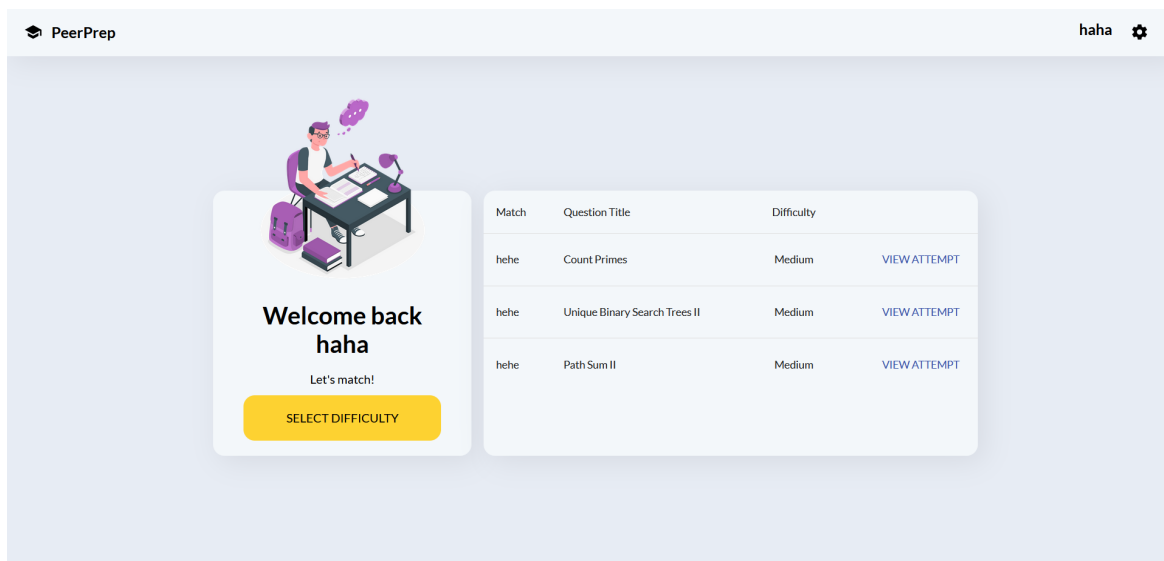 PeerPrep
haha
Welcome back
haha
Let's match!
SELECT DIFFICULTY
Match Question Title Difficulty
hehe Count Primes Medium VIEW ATTEMPT
hehe Unique Binary Search Trees II Medium VIEW ATTEMPT
hehe Path Sum II Medium VIEW ATTEMPT